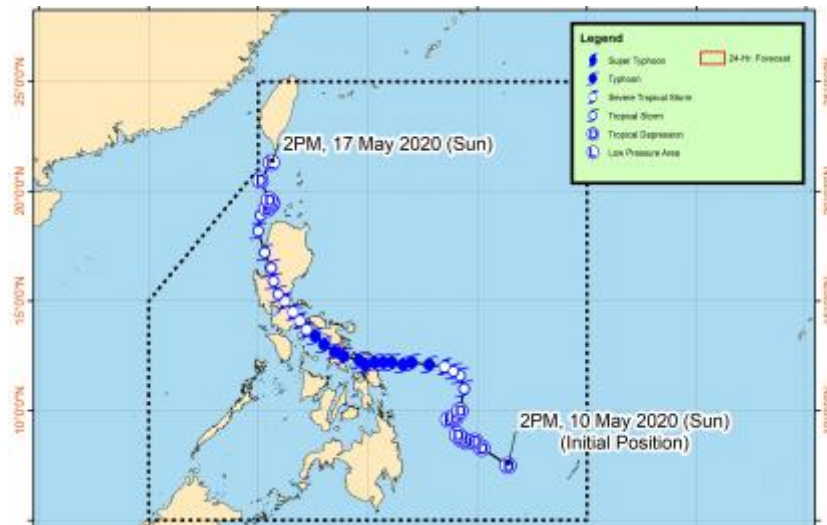 Legend
Super Typhoon
24-Hr. Forecast
Typhoon
Severe Tropical Storm
Tropical Storm
Tropical Depression
Low Pressure Area
25°0'0"N
2PM, 17 May 2020 (Sun)
20°0'0"N
15°0'0"N
10°0'0"N
2PM, 10 May 2020 (Sun)
(Initial Position)